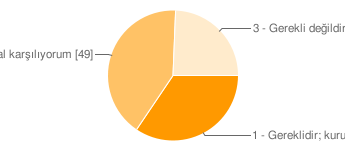 3 - Gerekli değildir
al karşılıyorum [49]
1 - Gereklidir; kuru